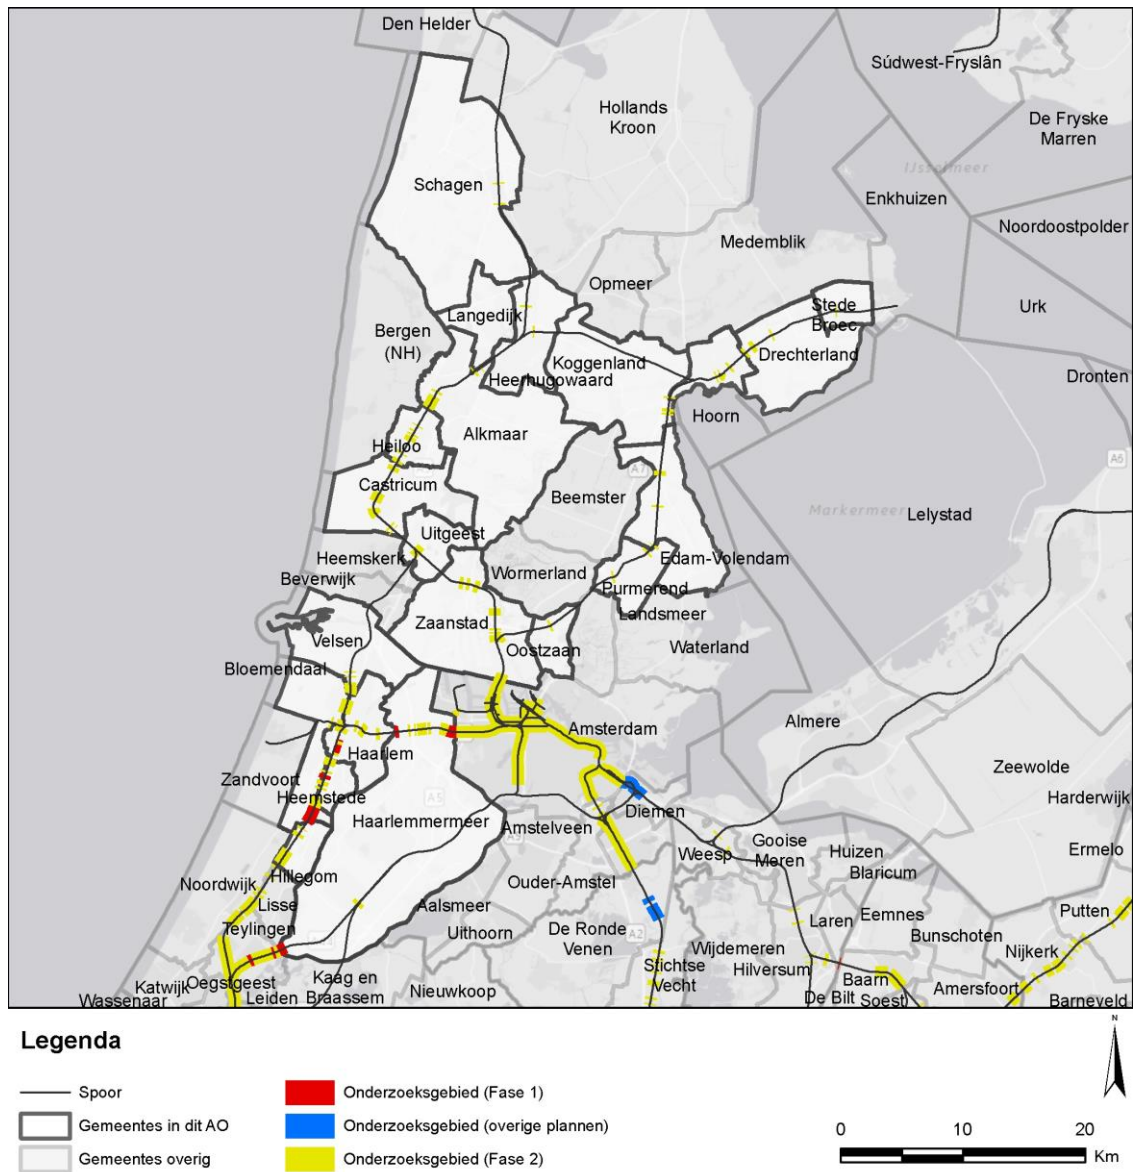 Den Helder
Súdwest-Fryslân
Hollands
Kroon
De Fryske
Marren
IJsselmeer
Schagen
Enkhuizen
Noordoostpolder
Medemblik
Opmeer
Urk
Langedijk
Stede
Broec
Bergen
(NH)
Koggenland
Drechterland
Heerhugowaard
Dronten
Hoorn
Alkmaar
Heiloo
A6
A7
Castricum
Beemster
Markermeer
Lelystad
Uitgeest
Heemskerk
Edam-Volendam
Wormerland
Beverwijk
Purmerend
Landsmeer
Zaanstad
Velsen
Oostzaan
Waterland
Bloemendaal
Almere
Amsterdam
Haarlem
Zeewolde
Zandvoort
Heemstede
A5
Harderwijk
Haarlemmermeer
Diemen
Amstelveen
A9
Gooise
Meren
Weesp
Huizen
Ermelo
Blaricum
Hillegom
Noordwijk
Ouder-Amstel
Lisse
Aalsmeer
Laren
Eemnes
Putten
Teylingen
Uithoorn
De Ronde
Venen
A2
Bunschoten
Wijdemeren
Nijkerk
Hilversum
Stichtse
Vecht
Kaag en
Braassem
Katwijk
Oegstgeest
Baarn
Amersfoort
Wassenaar
Leiden
Nieuwkoop
De Bilt
Soest
Barneveld
Legenda
N
Spoor
Onderzoeksgebied (Fase 1)
Gemeentes in dit AO
Onderzoeksgebied (overige plannen)
Gemeentes overig
Onderzoeksgebied (Fase 2)
0 10 20
Km